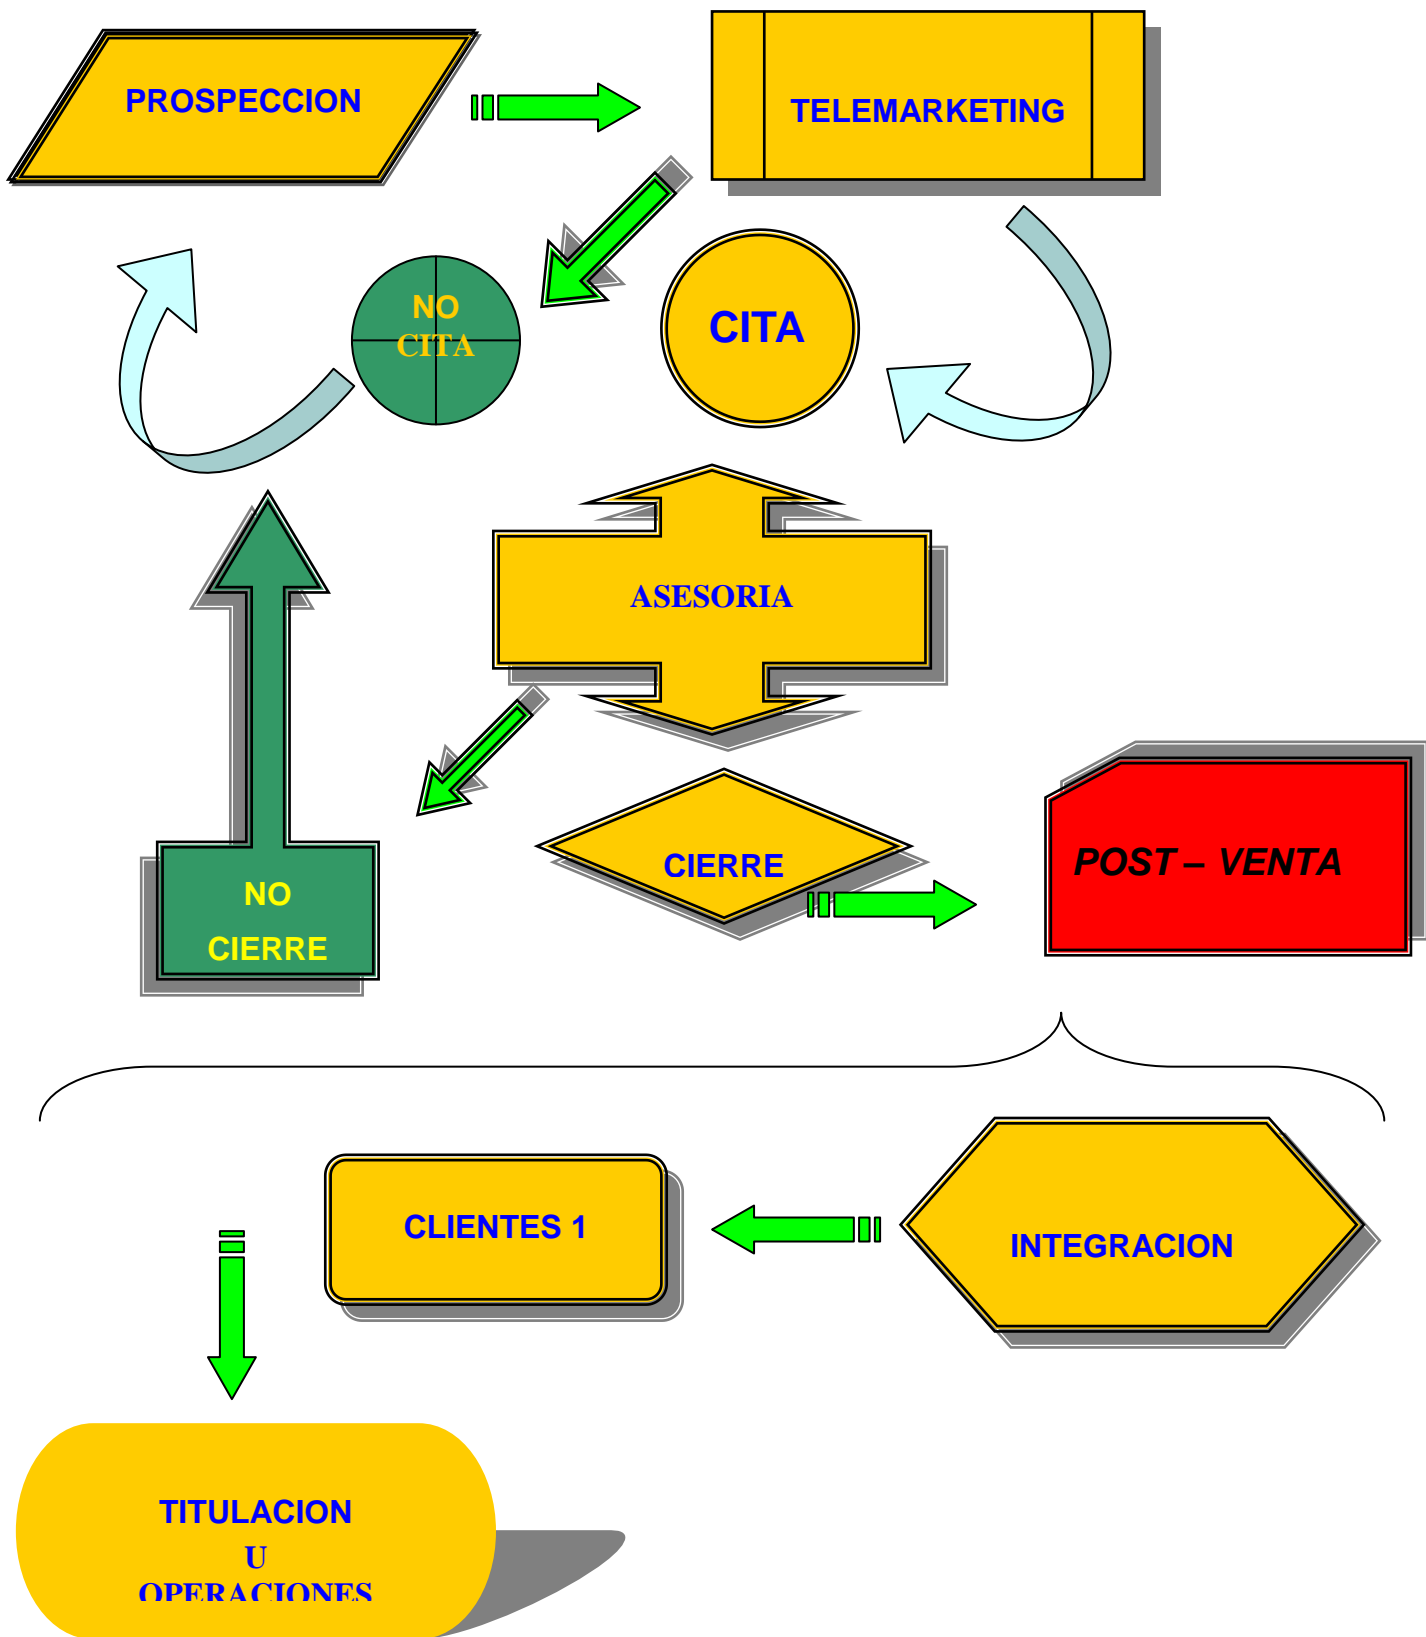 PROSPECCION
TELEMARKETING
NO
CITA
CITA
ASESORIA
CIERRE
POST – VENTA
NO
CIERRE
CLIENTES 1
INTEGRACION
TITULACION
U
OPERACIONES